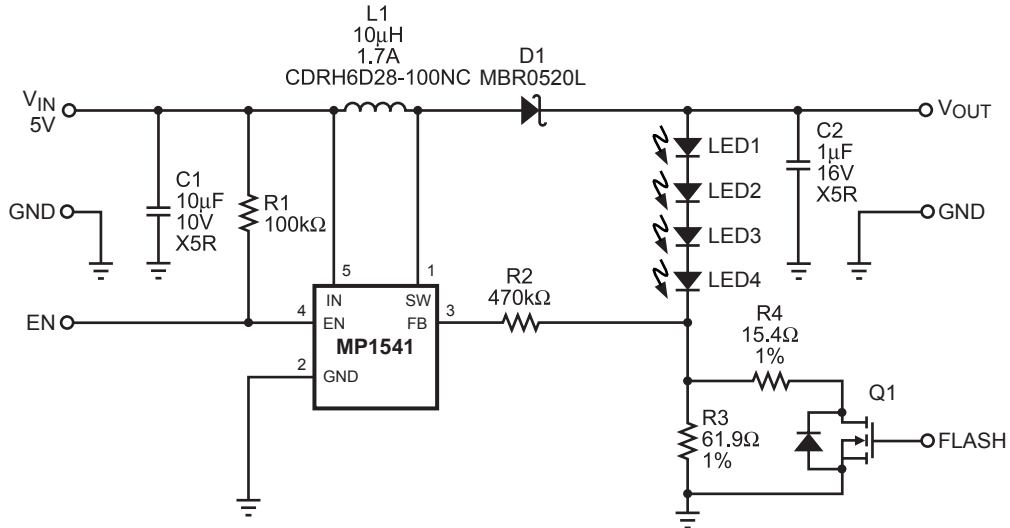 L1
10μH
1.7A
CDRH6D28-100NC
D1
MBR0520L
VIN
5V
VOUT
C1
10μF
10V
X5R
R1
100kΩ
LED1
LED2
LED3
LED4
C2
1μF
16V
X5R
GND
GND
5
1
IN
SW
R2
470kΩ
EN
4
EN
FB
3
MP1541
2
GND
R4
15.4Ω
1%
Q1
R3
61.9Ω
1%
FLASH